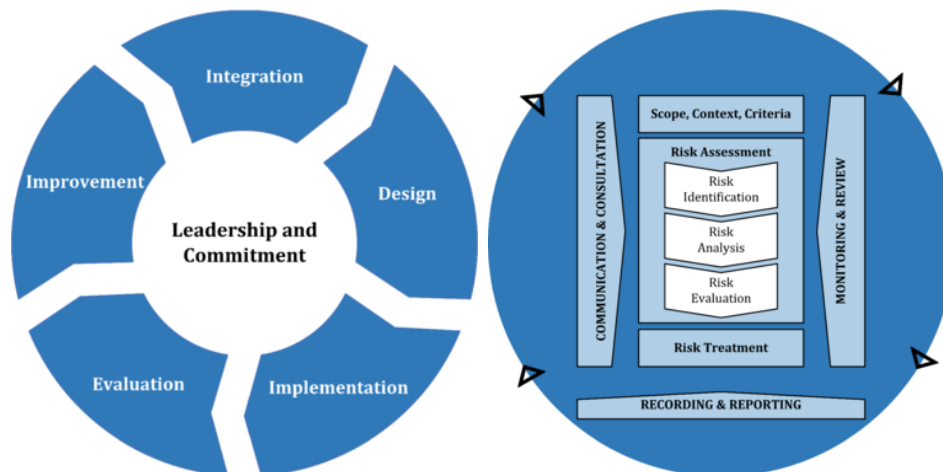 Integration
Improvement
Design
Leadership and
Commitment
Evaluation
Implementation
COMMUNICATION & CONSULTATION
Scope, Context, Criteria
Risk Assessment
Risk
Identification
Risk
Analysis
Risk
Evaluation
Risk Treatment
MONITORING & REVIEW
RECORDING & REPORTING